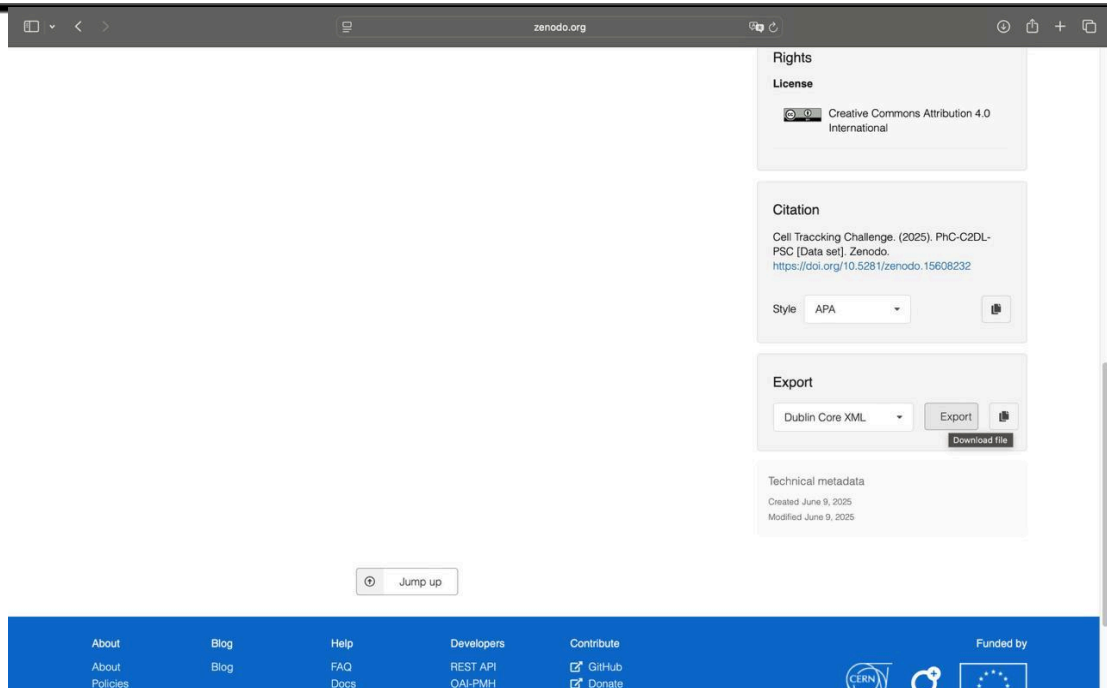 zenodo.org
Rights
License
Creative Commons Attribution 4.0
International
Citation
Cell Traccking Challenge. (2025). PhC-C2DL-
PSC [Data set]. Zenodo.
https://doi.org/10.5281/zenodo.15608232
Style APA
Export
Dublin Core XML Export
Download file
Technical metadata
Created June 9, 2025
Modified June 9, 2025
Jump up
About Blog Help Developers Contribute Funded by
About Blog FAQ REST API GitHub
Policies Docs OAI-PMH Donate
CERN